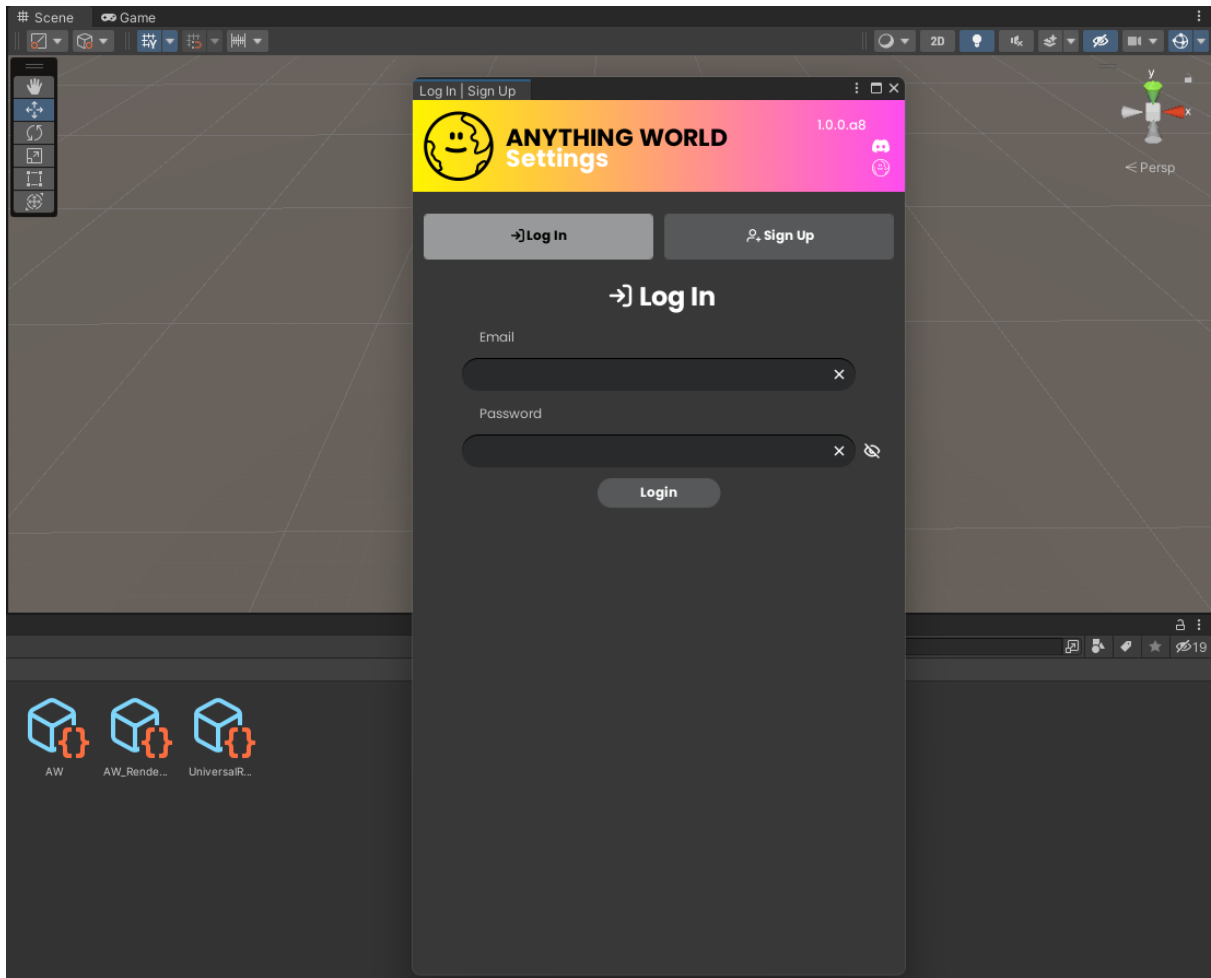 Scene Game
2D
Log In | Sign Up
y
x
Persp
ANYTHING WORLD
Settings
1.0.0.a8
Log In
Sign Up
Log In
Email
Password
Login
19
AW
AW_Rende...
UniversalR...